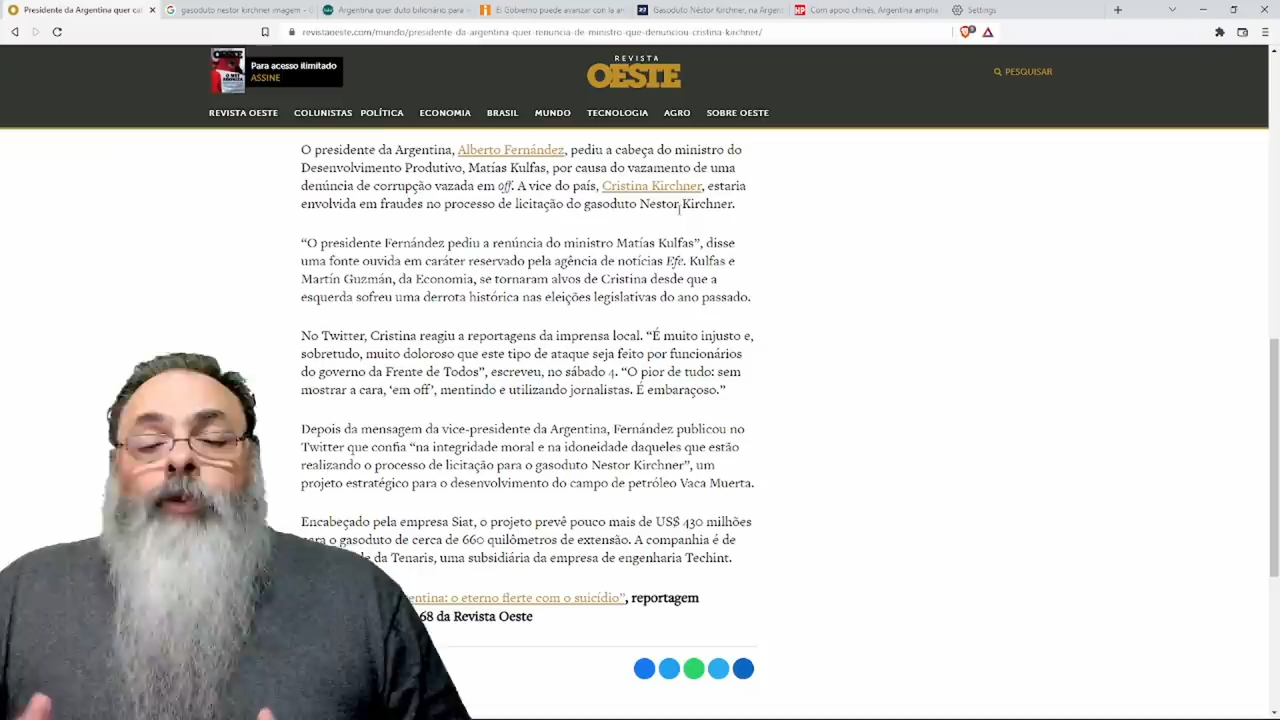 Presidente da Argentina quer ca
gasoduto nestor kirchner imagem - G
Argentina quer duto bilionário para
El Gobierno puede avanzar con la an
Gasoduto Néstor Kirchner, na Argen
Com apoio chinês, Argentina amplia
Settings
revistaoeste.com/mundo/presidente-da-argentina-quer-renuncia-de-ministro-que-denunciou-cristina-kirchner/
Para acesso ilimitado
ASSINE
REVISTA
OESTE
PESQUISAR
REVISTA OESTE COLUNISTAS POLÍTICA ECONOMIA BRASIL MUNDO TECNOLOGIA AGRO SOBRE OESTE
O presidente da Argentina, Alberto Fernández, pediu a cabeça do ministro do
Desenvolvimento Produtivo, Matías Kulfas, por causa do vazamento de uma
denúncia de corrupção vazada em off. A vice do país, Cristina Kirchner, estaria
envolvida em fraudes no processo de licitação do gasoduto Nestor Kirchner.
“O presidente Fernández pediu a renúncia do ministro Matías Kulfas”, disse
uma fonte ouvida em caráter reservado pela agência de notícias Efe. Kulfas e
Martín Guzmán, da Economia, se tornaram alvos de Cristina desde que a
esquerda sofreu uma derrota histórica nas eleições legislativas do ano passado.
No Twitter, Cristina reagiu a reportagens da imprensa local. “É muito injusto e,
sobretudo, muito doloroso que este tipo de ataque seja feito por funcionários
do governo da Frente de Todos”, escreveu, no sábado 4. “O pior de tudo: sem
mostrar a cara, ‘em off’, mentindo e utilizando jornalistas. É embaraçoso.”
Depois da mensagem da vice-presidente da Argentina, Fernández publicou no
Twitter que confia “na integridade moral e na idoneidade daqueles que estão
realizando o processo de licitação para o gasoduto Nestor Kirchner”, um
projeto estratégico para o desenvolvimento do campo de petróleo Vaca Muerta.
Encabeçado pela empresa Siat, o projeto prevê pouco mais de US$ 430 milhões
para o gasoduto de cerca de 660 quilômetros de extensão. A companhia é de
de da Tenaris, uma subsidiária da empresa de engenharia Techint.
entina: o eterno flerte com o suicídio”, reportagem
68 da Revista Oeste